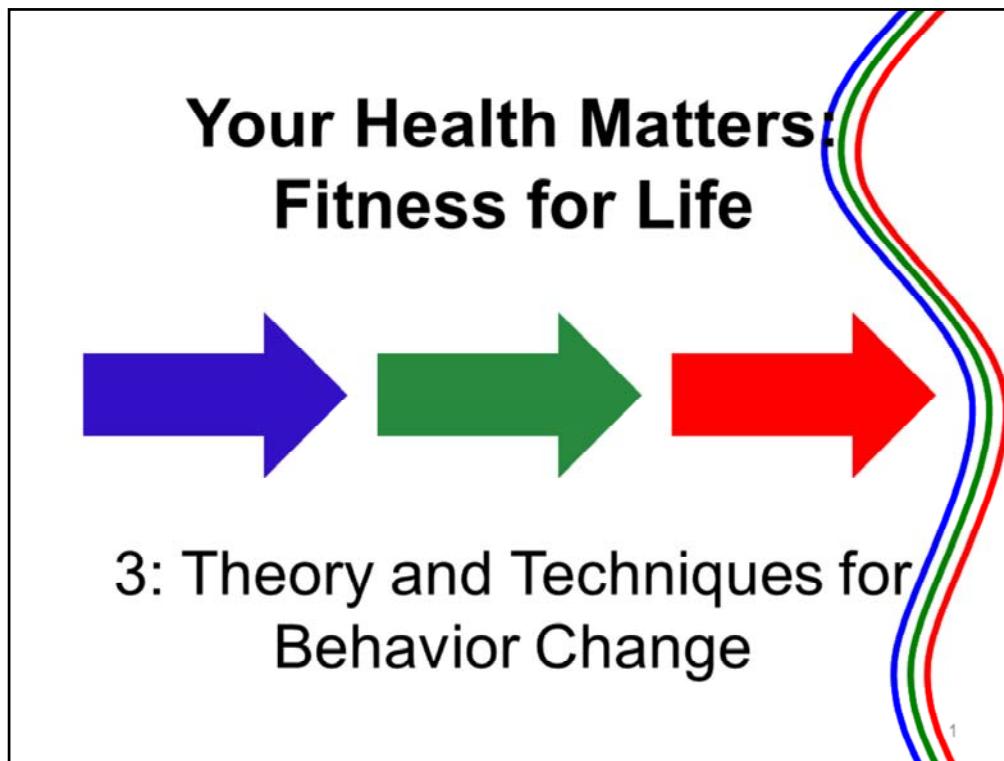 Your Health Matters:
Fitness for Life
3: Theory and Techniques for
Behavior Change
1